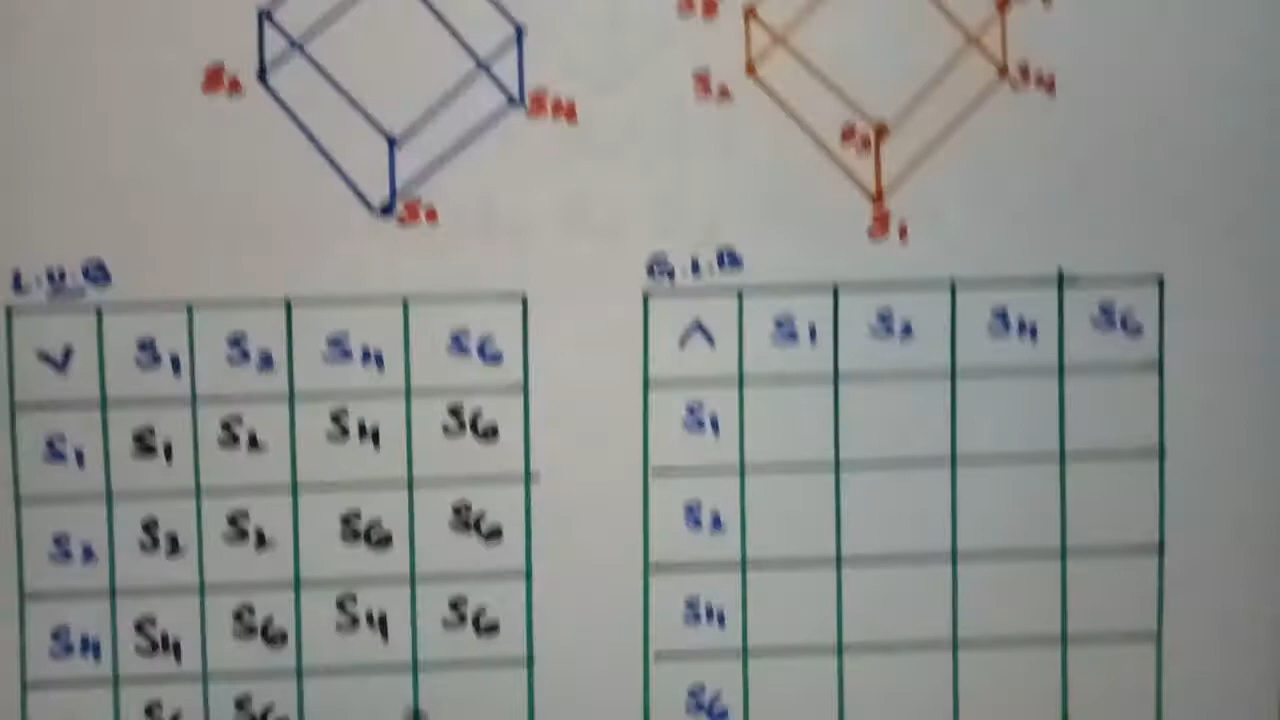 S2 S4 S2 S4
S3
S1 S1
L.U.B G.L.B
∨ S1 S2 S4 S6 ∧ S1 S2 S4 S6
S1 S1 S2 S4 S6 S1
S2 S2 S2 S6 S6 S2
S4 S4 S6 S4 S6 S4
S6 S6 S6